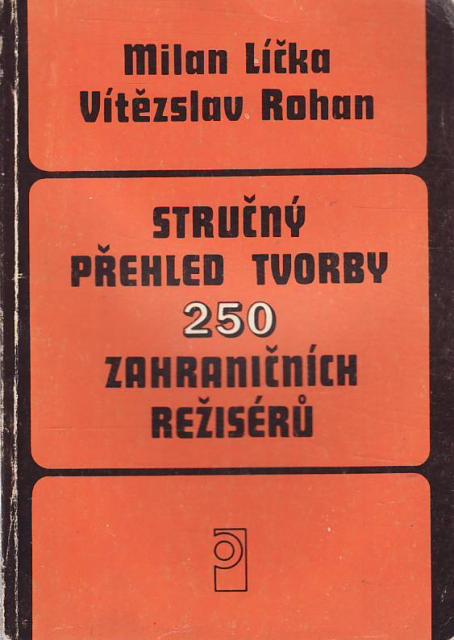 Milan Líčka
Vítězslav Rohan
STRUČNÝ
PŘEHLED TVORBY
250
ZAHRANIČNÍCH
REŽISÉRŮ